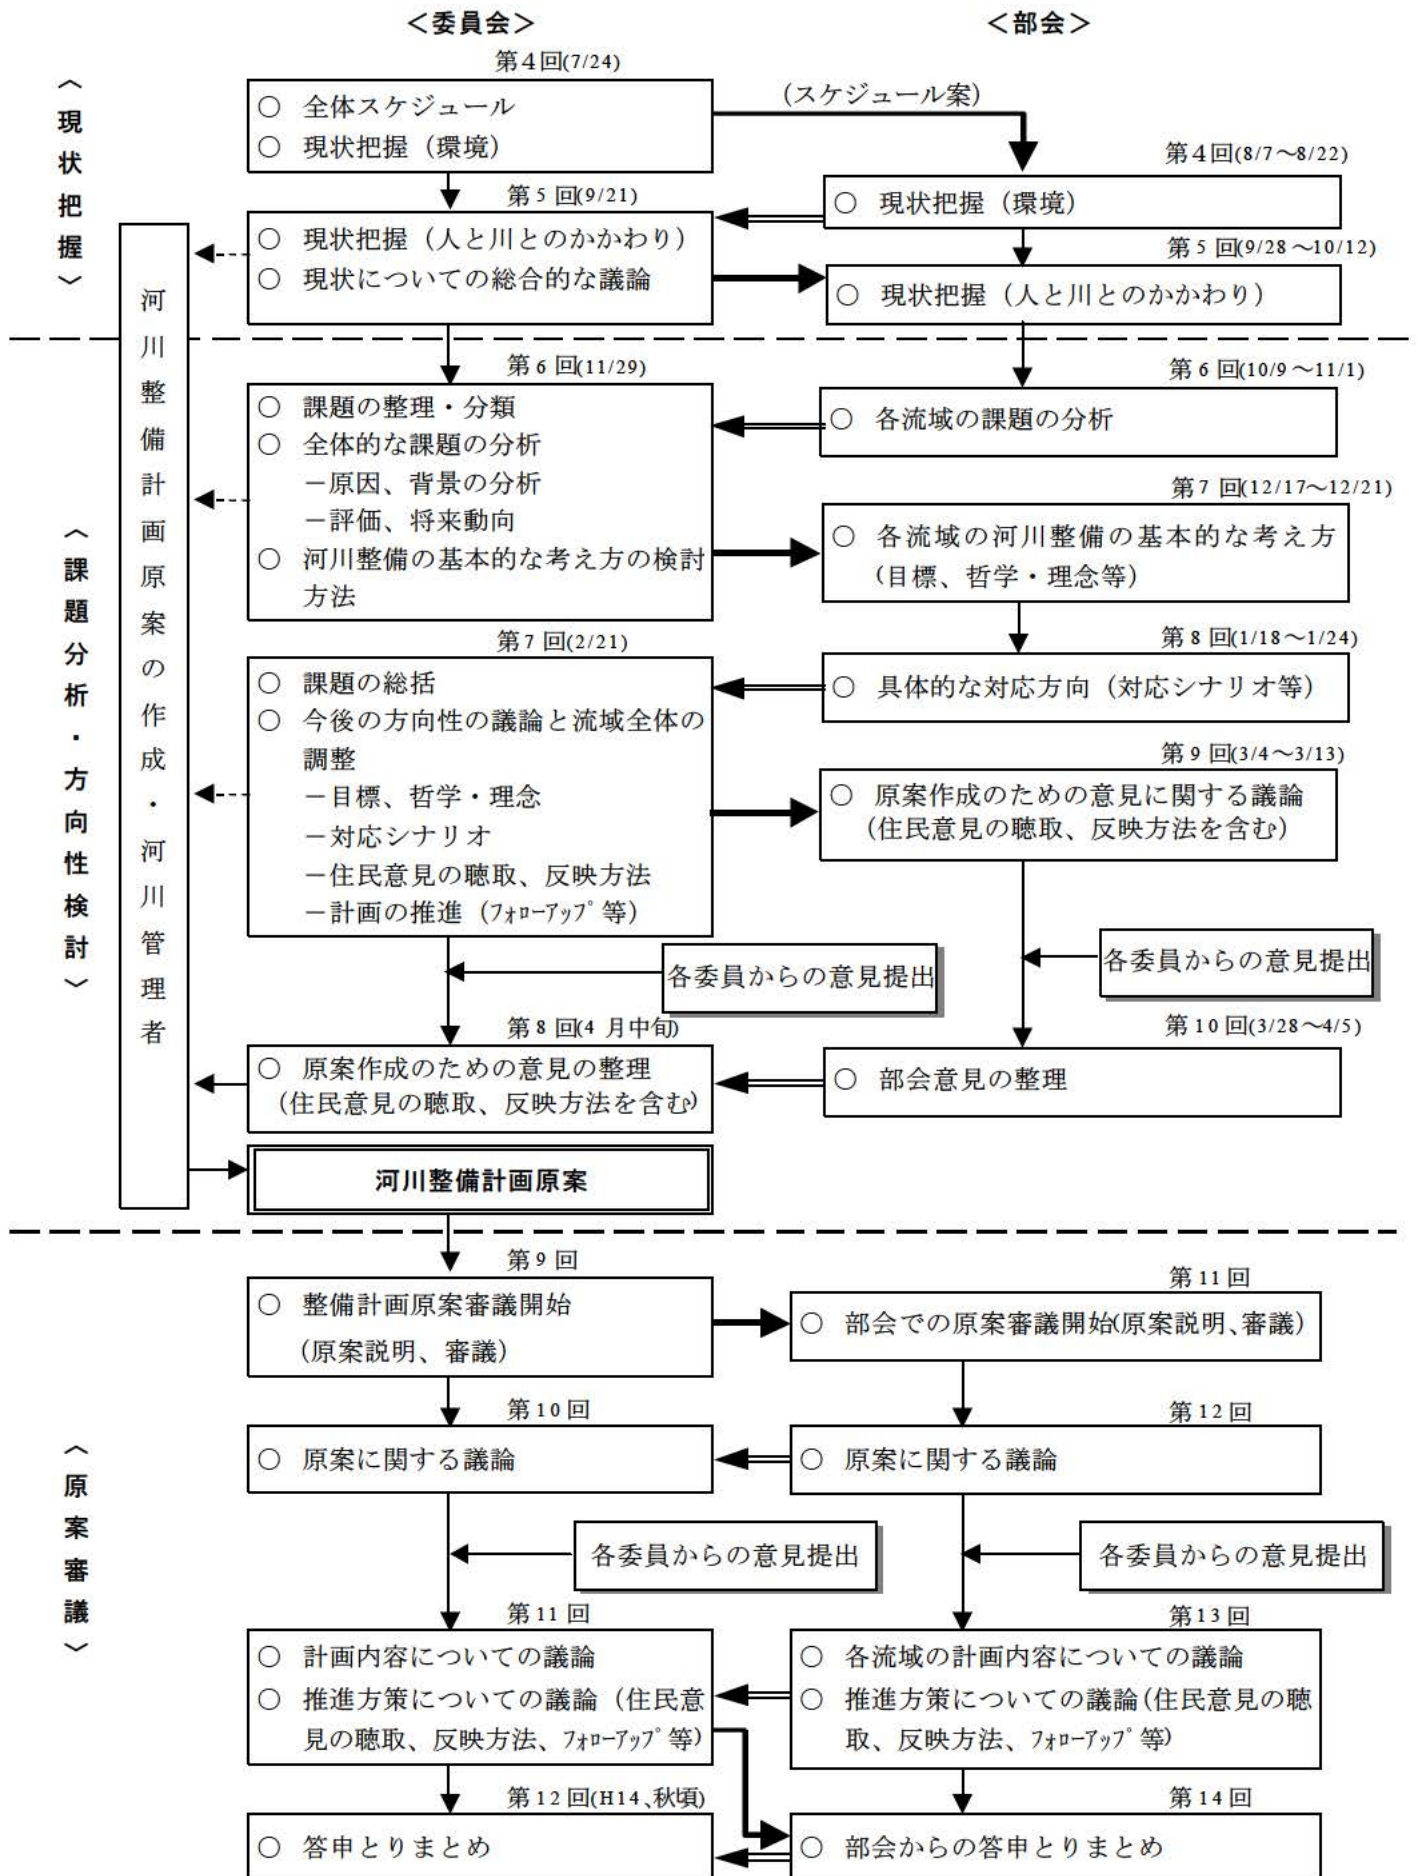 ＜委員会＞
＜部会＞
〈現状把握〉
第４回(7/24)
○ 全体スケジュール
○ 現状把握（環境）
(スケジュール案)
第４回(8/7～8/22)
○ 現状把握（環境）
第５回(9/21)
○ 現状把握（人と川とのかかわり）
○ 現状についての総合的な議論
第５回(9/28～10/12)
○ 現状把握（人と川とのかかわり）
河川整備計画原案の作成・河川管理者
〈課題分析・方向性検討〉
第６回(11/29)
○ 課題の整理・分類
○ 全体的な課題の分析
－原因、背景の分析
－評価、将来動向
○ 河川整備の基本的な考え方の検討
方法
第６回(10/9～11/1)
○ 各流域の課題の分析
第７回(12/17～12/21)
○ 各流域の河川整備の基本的な考え方
(目標、哲学・理念等)
第７回(2/21)
○ 課題の総括
○ 今後の方向性の議論と流域全体の
調整
－目標、哲学・理念
－対応シナリオ
－住民意見の聴取、反映方法
－計画の推進（ﾌｫﾛｰｱｯﾌﾟ等）
第８回(1/18～1/24)
○ 具体的な対応方向（対応シナリオ等）
第９回(3/4～3/13)
○ 原案作成のための意見に関する議論
(住民意見の聴取、反映方法を含む)
各委員からの意見提出
各委員からの意見提出
第８回(4月中旬)
○ 原案作成のための意見の整理
(住民意見の聴取、反映方法を含む)
第10回(3/28～4/5)
○ 部会意見の整理
河川整備計画原案
〈原案審議〉
第９回
○ 整備計画原案審議開始
(原案説明、審議)
第11回
○ 部会での原案審議開始(原案説明、審議)
第10回
○ 原案に関する議論
第12回
○ 原案に関する議論
各委員からの意見提出
各委員からの意見提出
第11回
○ 計画内容についての議論
○ 推進方策についての議論（住民意
見の聴取、反映方法、ﾌｫﾛｰｱｯﾌﾟ等）
第13回
○ 各流域の計画内容についての議論
○ 推進方策についての議論(住民意見の聴
取、反映方法、ﾌｫﾛｰｱｯﾌﾟ等)
第12回(H14、秋頃)
○ 答申とりまとめ
第14回
○ 部会からの答申とりまとめ